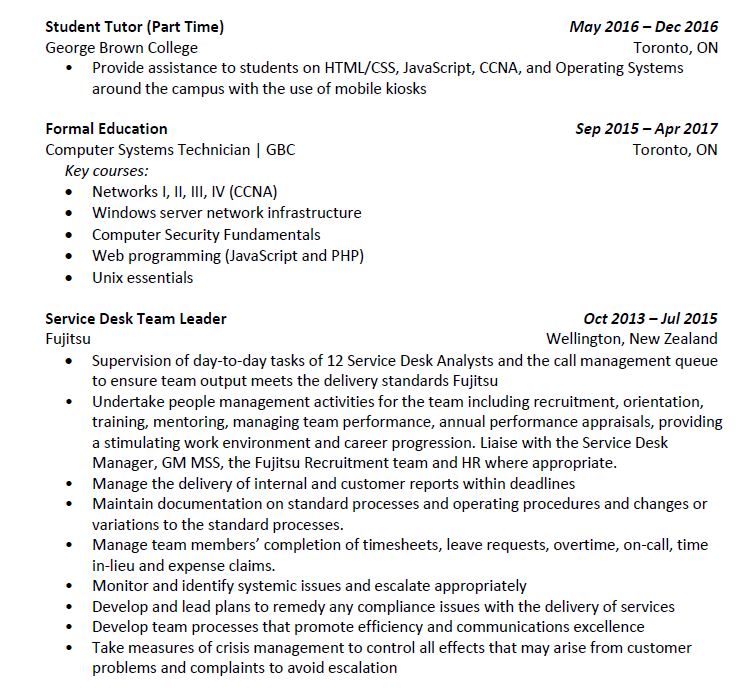 Student Tutor (Part Time) May 2016 – Dec 2016
George Brown College Toronto, ON
• Provide assistance to students on HTML/CSS, JavaScript, CCNA, and Operating Systems
around the campus with the use of mobile kiosks
Formal Education Sep 2015 – Apr 2017
Computer Systems Technician | GBC Toronto, ON
Key courses:
• Networks I, II, III, IV (CCNA)
• Windows server network infrastructure
• Computer Security Fundamentals
• Web programming (JavaScript and PHP)
• Unix essentials
Service Desk Team Leader Oct 2013 – Jul 2015
Fujitsu Wellington, New Zealand
• Supervision of day-to-day tasks of 12 Service Desk Analysts and the call management queue
to ensure team output meets the delivery standards Fujitsu
• Undertake people management activities for the team including recruitment, orientation,
training, mentoring, managing team performance, annual performance appraisals, providing
a stimulating work environment and career progression. Liaise with the Service Desk
Manager, GM MSS, the Fujitsu Recruitment team and HR where appropriate.
• Manage the delivery of internal and customer reports within deadlines
• Maintain documentation on standard processes and operating procedures and changes or
variations to the standard processes.
• Manage team members’ completion of timesheets, leave requests, overtime, on-call, time
in-lieu and expense claims.
• Monitor and identify systemic issues and escalate appropriately
• Develop and lead plans to remedy any compliance issues with the delivery of services
• Develop team processes that promote efficiency and communications excellence
• Take measures of crisis management to control all effects that may arise from customer
problems and complaints to avoid escalation